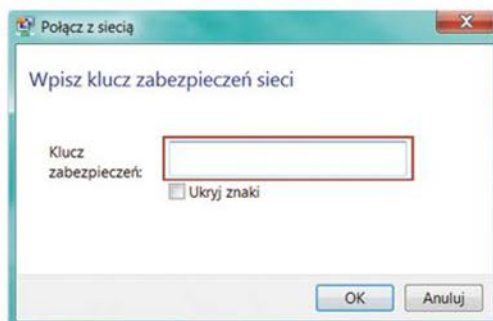 Połącz z siecią
Wpisz klucz zabezpieczeń sieci
Klucz
zabezpieczeń:
Ukryj znaki
OK
Anuluj